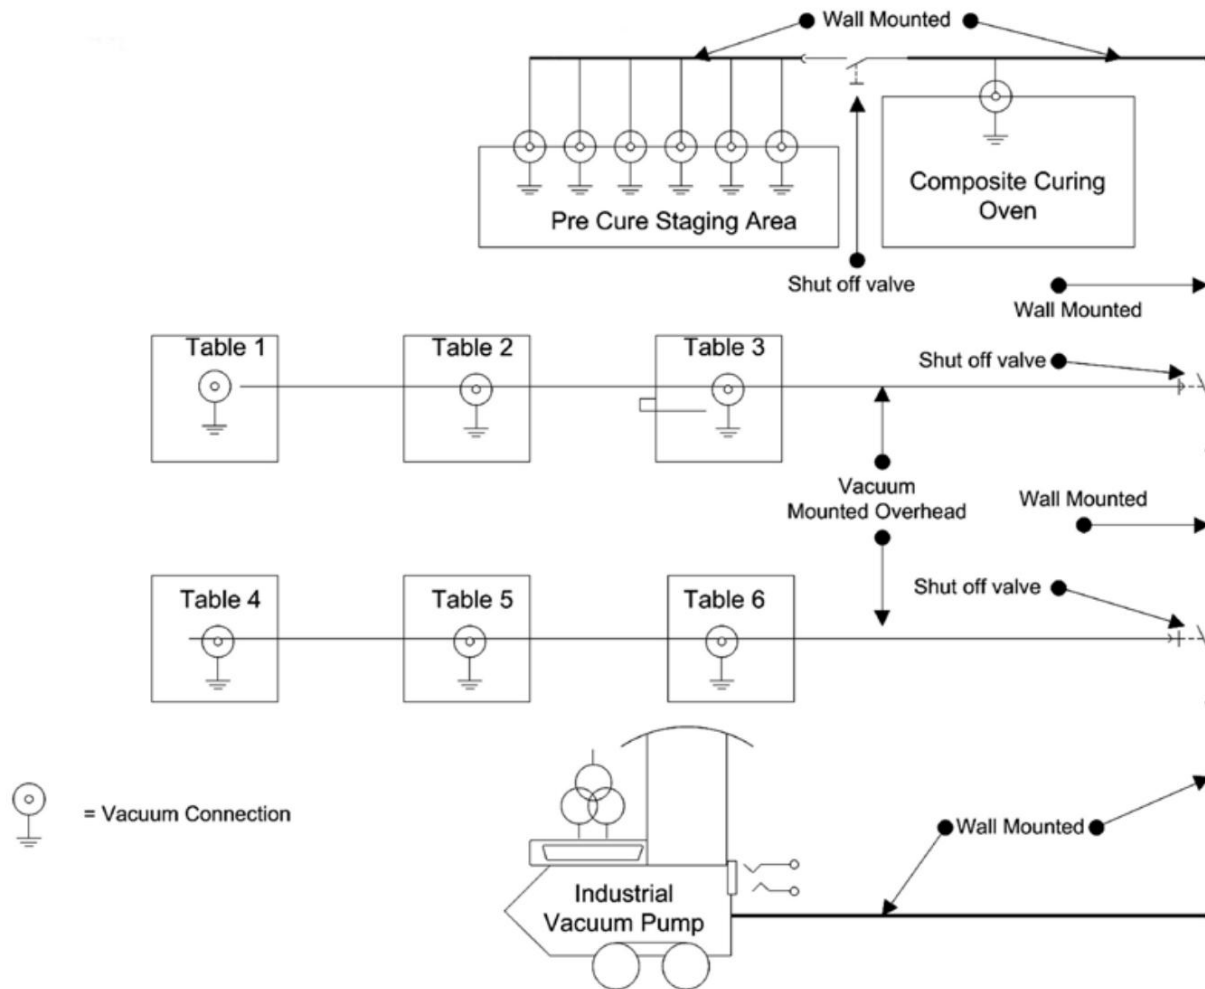 Wall Mounted
Composite Curing
Oven
Pre Cure Staging Area
Shut off valve
Wall Mounted
Table 1
Table 2
Table 3
Shut off valve
Vacuum
Mounted Overhead
Wall Mounted
Shut off valve
Table 4
Table 5
Table 6
= Vacuum Connection
Wall Mounted
Industrial
Vacuum Pump